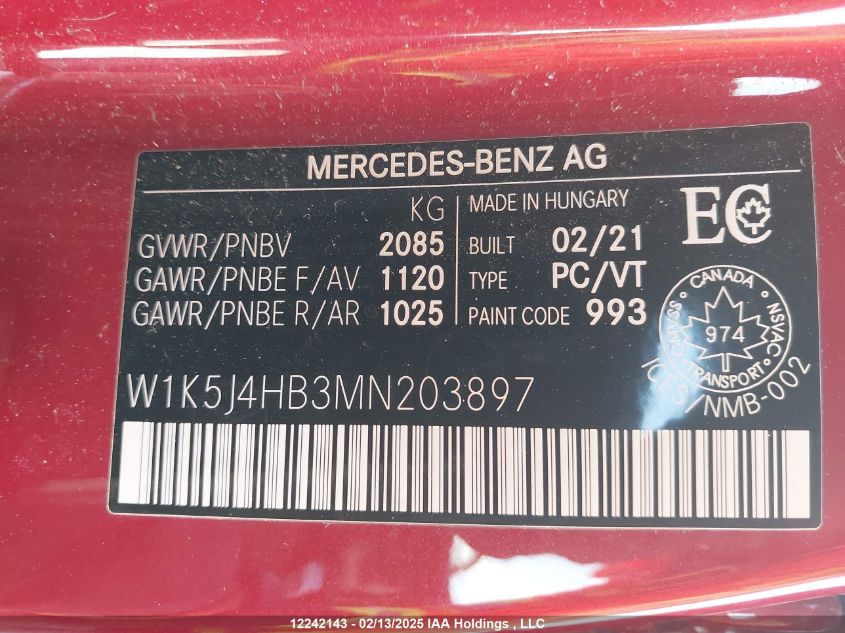 MERCEDES-BENZ AG
KG
GVWR/PNBV 2085
GAWR/PNBE F/AV 1120
GAWR/PNBE R/AR 1025
MADE IN HUNGARY
BUILT 02/21
TYPE PC/VT
PAINT CODE 993
EC
CANADA
NSVAC
TRANSPORT
CMVSS
974
/NMB-002
W1K5J4HB3MN203897
12242143 - 02/13/2025 IAA Holdings , LLC